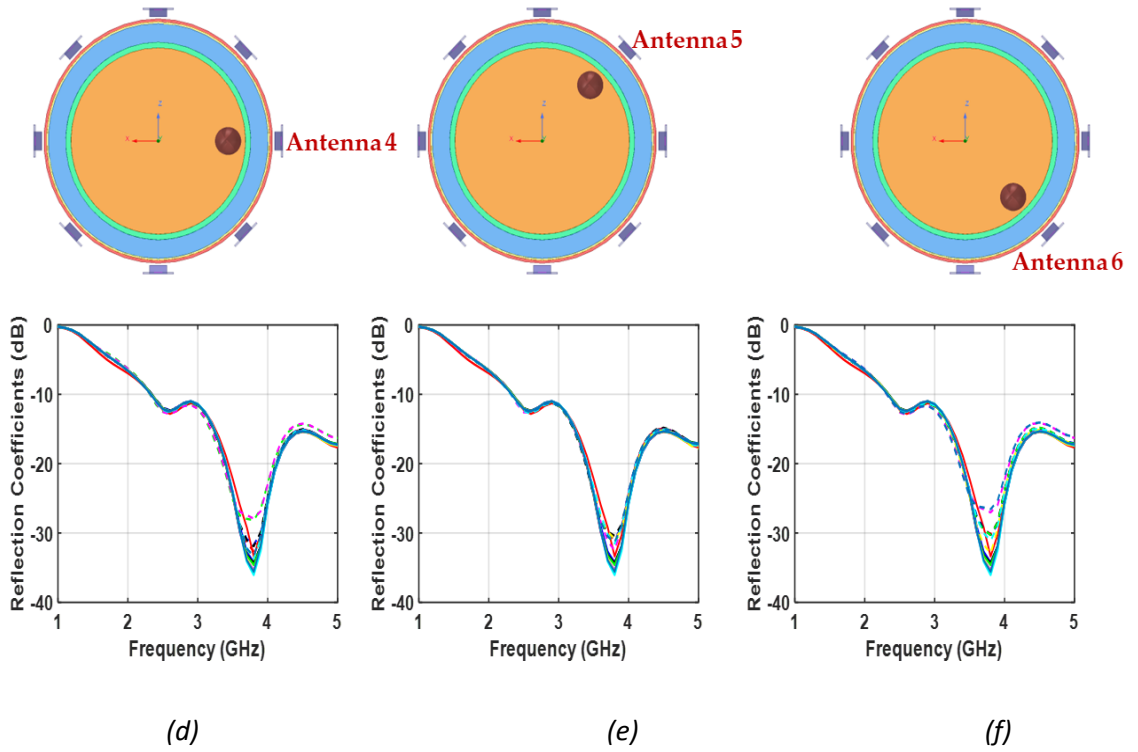 Antenna 5
Antenna 4
Antenna 6
Z
X
Z
X
Z
X
Reflection Coefficients (dB)
0
-10
-20
-30
-40
1 2 3 4 5
Frequency (GHz)
Reflection Coefficients (dB)
0
-10
-20
-30
-40
1 2 3 4 5
Frequency (GHz)
Reflection Coefficients (dB)
0
-10
-20
-30
-40
1 2 3 4 5
Frequency (GHz)
(d) (e) (f)